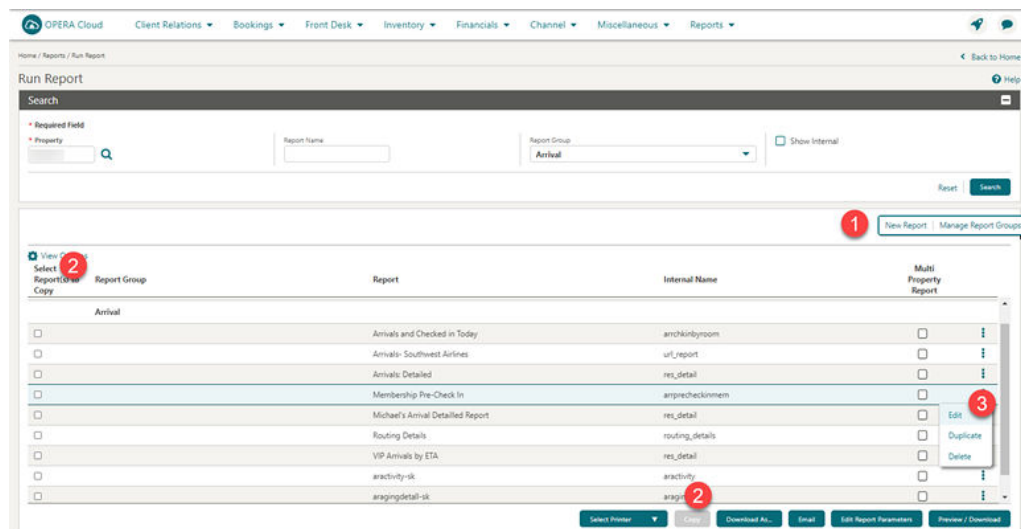 OPERA Cloud Client Relations Bookings Front Desk Inventory Financials Channel Miscellaneous Reports
Home / Reports / Run Report Back to Home
Run Report Help
Search
* Required Field
* Property Report Name Report Group Show Internal
Arrival
Reset Search
1 New Report Manage Report Groups
View
2
Select
Report(s) to Report Group Report Internal Name Multi Property Report
Copy
Arrival
Arrivals and Checked in Today arrchkinbyroom
Arrivals- Southwest Airlines url_report
Arrivals: Detailed res_detail
Membership Pre-Check In arrprecheckinmem
3
Michael's Arrival Detailled Report res_detail Edit
Routing Details routing_details Duplicate
VIP Arrivals by ETA res_detail Delete
aractivity-sk aractivity
aragingdetail-sk
2
Select Printer Copy Download As... Email Edit Report Parameters Preview / Download